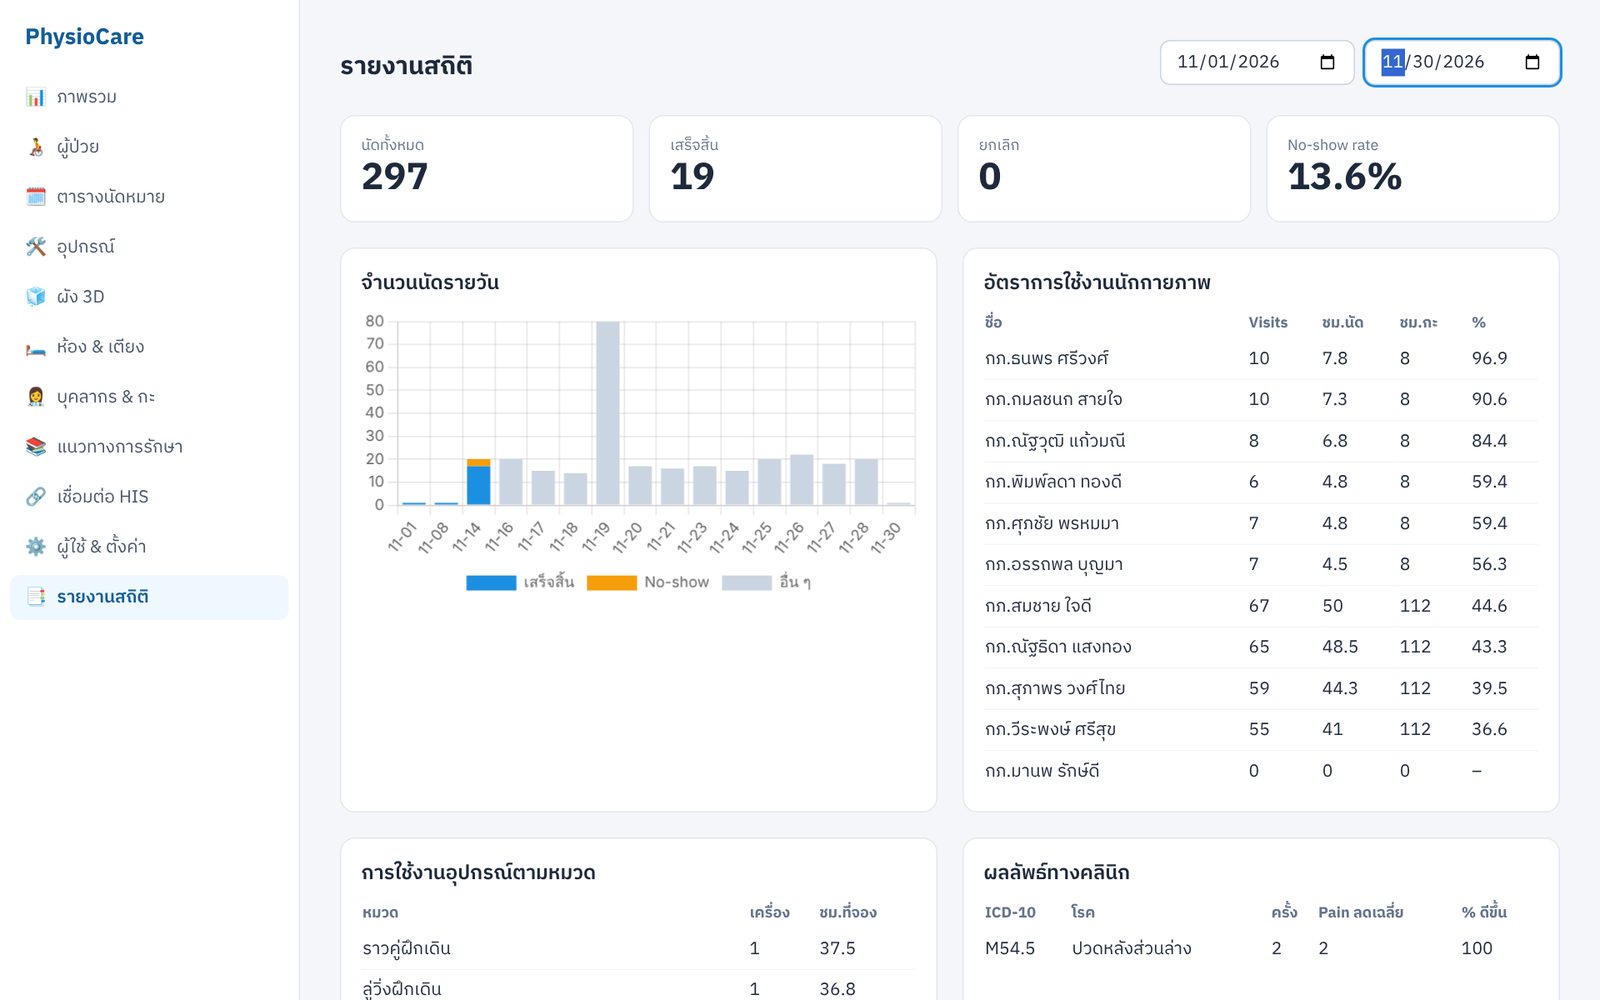 PhysioCare
ภาพรวม
ผู้ป่วย
ตารางนัดหมาย
อุปกรณ์
ผัง 3D
ห้อง & เตียง
บุคลากร & กะ
แนวทางการรักษา
เชื่อมต่อ HIS
ผู้ใช้ & ตั้งค่า
รายงานสถิติ
รายงานสถิติ
11/01/2026
11/30/2026
นัดทั้งหมด
297
เสร็จสิ้น
19
ยกเลิก
0
No-show rate
13.6%
จำนวนนัดรายวัน
80
70
60
50
40
30
20
10
0
11-01 11-08 11-14 11-16 11-17 11-18 11-19 11-20 11-21 11-23 11-24 11-25 11-26 11-27 11-28 11-30
เสร็จสิ้น No-show อื่น ๆ
อัตราการใช้งานนักกายภาพ
ชื่อ Visits ชม.นัด ชม.กะ %
กภ.ธนพร ศรีวงศ์ 10 7.8 8 96.9
กภ.กมลชนก สายใจ 10 7.3 8 90.6
กภ.ณัฐวุฒิ แก้วมณี 8 6.8 8 84.4
กภ.พิมพ์ลดา ทองดี 6 4.8 8 59.4
กภ.ศุภชัย พรหมมา 7 4.8 8 59.4
กภ.อรรถพล บุญมา 7 4.5 8 56.3
กภ.สมชาย ใจดี 67 50 112 44.6
กภ.ณัฐธิดา แสงทอง 65 48.5 112 43.3
กภ.สุภาพร วงศ์ไทย 59 44.3 112 39.5
กภ.วีระพงษ์ ศรีสุข 55 41 112 36.6
กภ.มานพ รักษ์ดี 0 0 0 –
การใช้งานอุปกรณ์ตามหมวด
หมวด เครื่อง ชม.ที่จอง
ราวคู่ฝึกเดิน 1 37.5
ลู่วิ่งฝึกเดิน 1 36.8
ผลลัพธ์ทางคลินิก
ICD-10 โรค ครั้ง Pain ลดเฉลี่ย % ดีขึ้น
M54.5 ปวดหลังส่วนล่าง 2 2 100